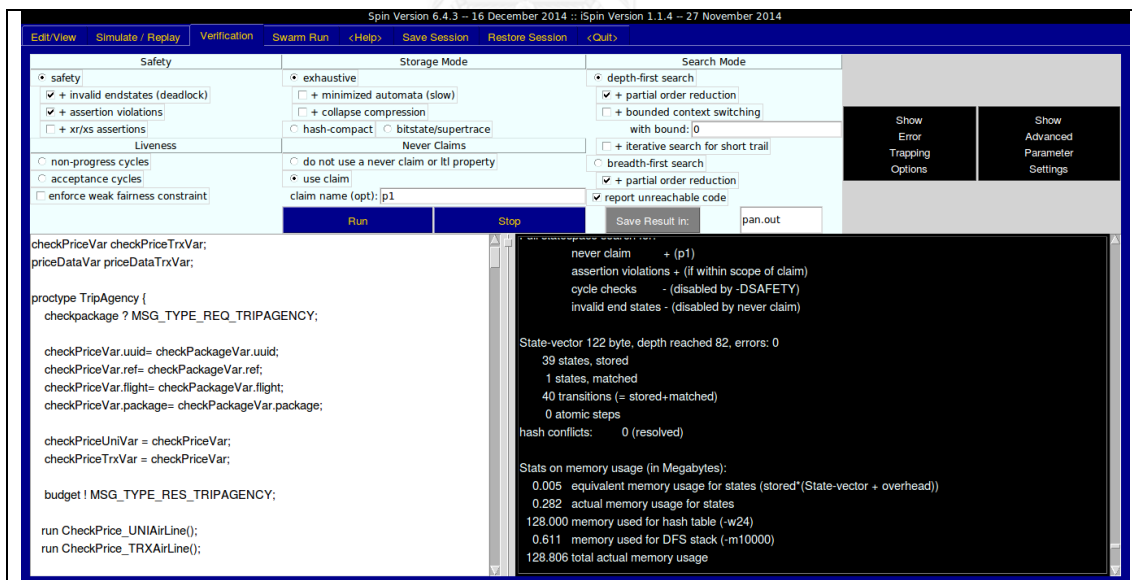 Spin Version 6.4.3 -- 16 December 2014 :: iSpin Version 1.1.4 -- 27 November 2014
Edit/View Simulate / Replay Verification Swarm Run <Help> Save Session Restore Session <Quit>
Safety
safety
+ invalid endstates (deadlock)
+ assertion violations
+ xr/xs assertions
Liveness
non-progress cycles
acceptance cycles
enforce weak fairness constraint
Storage Mode
exhaustive
+ minimized automata (slow)
+ collapse compression
hash-compact bitstate/supertrace
Never Claims
do not use a never claim or ltl property
use claim
claim name (opt): p1
Search Mode
depth-first search
+ partial order reduction
+ bounded context switching
with bound: 0
+ iterative search for short trail
breadth-first search
+ partial order reduction
report unreachable code
Show
Error
Trapping
Options
Show
Advanced
Parameter
Settings
Run Stop Save Result in: pan.out
checkPriceVar checkPriceTrxVar;
priceDataVar priceDataTrxVar;
proctype TripAgency {
checkpackage ? MSG_TYPE_REQ_TRIPAGENCY;
checkPriceVar.uuid= checkPackageVar.uuid;
checkPriceVar.ref= checkPackageVar.ref;
checkPriceVar.flight= checkPackageVar.flight;
checkPriceVar.package= checkPackageVar.package;
checkPriceUniVar = checkPriceVar;
checkPriceTrxVar = checkPriceVar;
budget ! MSG_TYPE_RES_TRIPAGENCY;
run CheckPrice_UNIAirLine();
run CheckPrice_TRXAirLine();
never claim + (p1)
assertion violations + (if within scope of claim)
cycle checks - (disabled by -DSAFETY)
invalid end states - (disabled by never claim)
State-vector 122 byte, depth reached 82, errors: 0
39 states, stored
1 states, matched
40 transitions (= stored+matched)
0 atomic steps
hash conflicts: 0 (resolved)
Stats on memory usage (in Megabytes):
0.005 equivalent memory usage for states (stored*(State-vector + overhead))
0.282 actual memory usage for states
128.000 memory used for hash table (-w24)
0.611 memory used for DFS stack (-m10000)
128.806 total actual memory usage